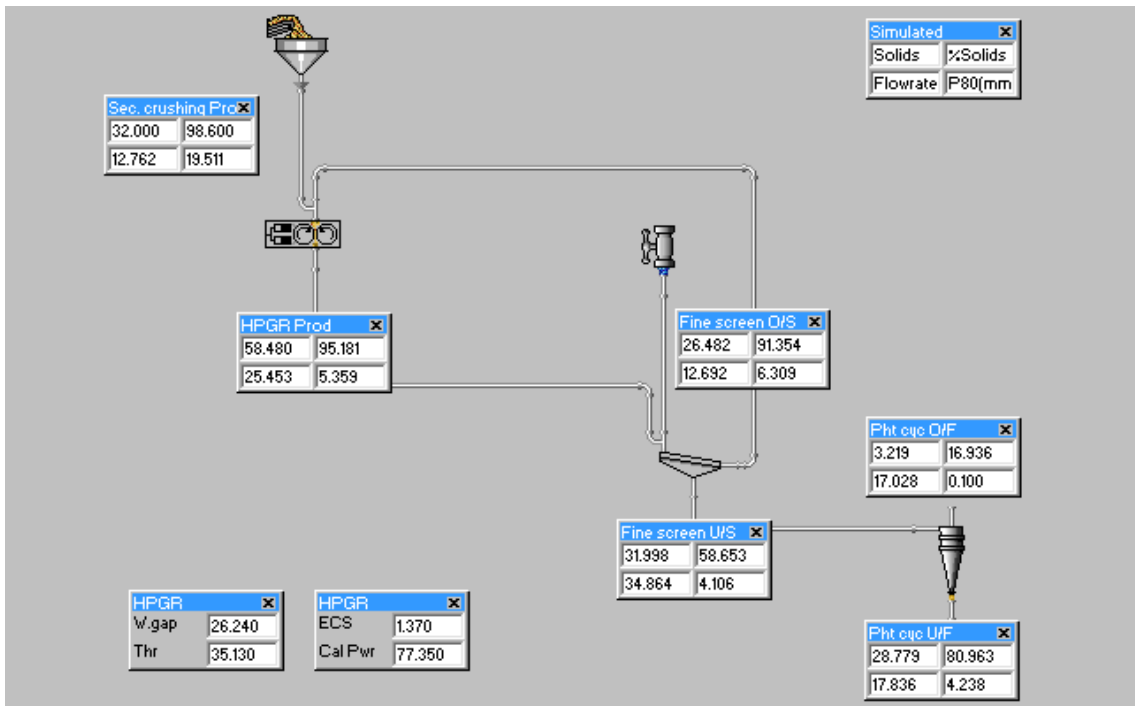 Simulated
Solids %Solids
Flowrate P80(mm
Sec. crushing Pro
32.000 98.600
12.762 19.511
HPGR Prod
58.480 95.181
25.453 5.359
Fine screen O/S
26.482 91.354
12.692 6.309
Pht cyc O/F
3.219 16.936
17.028 0.100
Fine screen U/S
31.998 58.653
34.864 4.106
HPGR
W.gap 26.240
Thr 35.130
HPGR
ECS 1.370
Cal Pwr 77.350
Pht cyc U/F
28.779 80.963
17.836 4.238